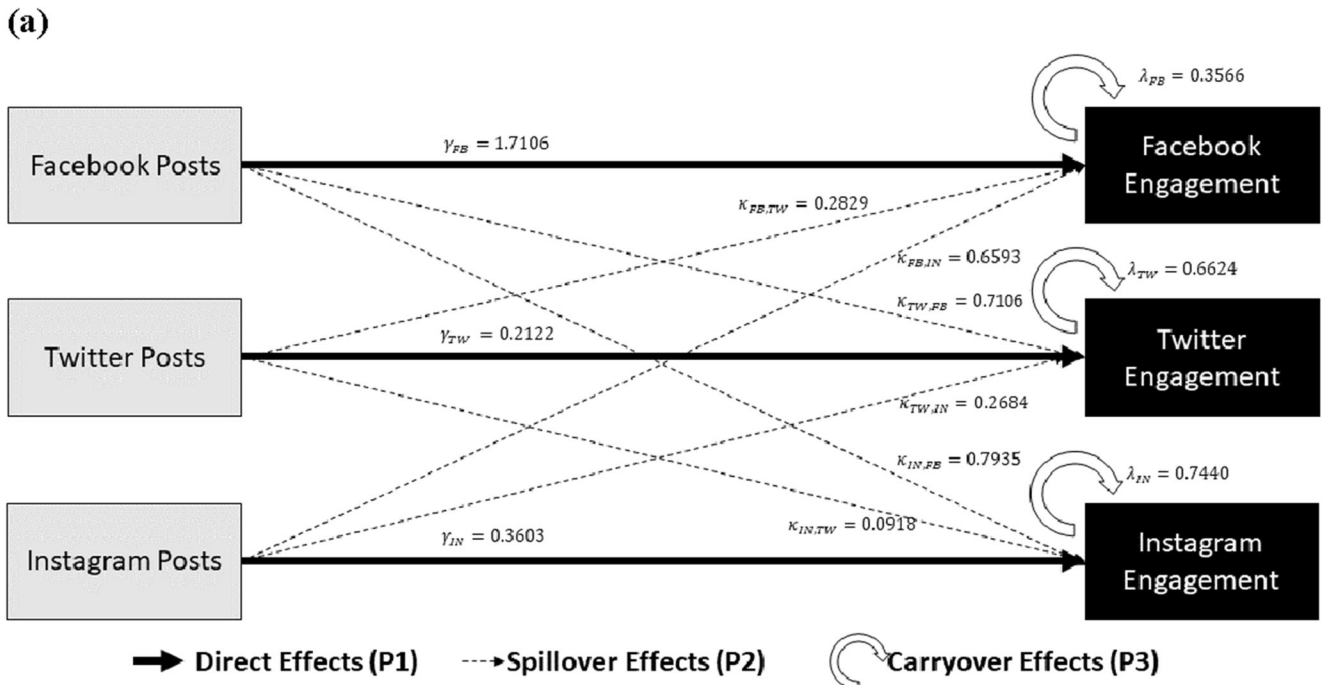 (a)
λFB = 0.3566
Facebook Posts
γFB = 1.7106
Facebook
Engagement
κFB,TW = 0.2829
κFB,IN = 0.6593
λTW = 0.6624
κTW,FB = 0.7106
Twitter Posts
γTW = 0.2122
Twitter
Engagement
κTW,IN = 0.2684
κIN,FB = 0.7935
λIN = 0.7440
Instagram Posts
γIN = 0.3603
κIN,TW = 0.0918
Instagram
Engagement
Direct Effects (P1)
Spillover Effects (P2)
Carryover Effects (P3)